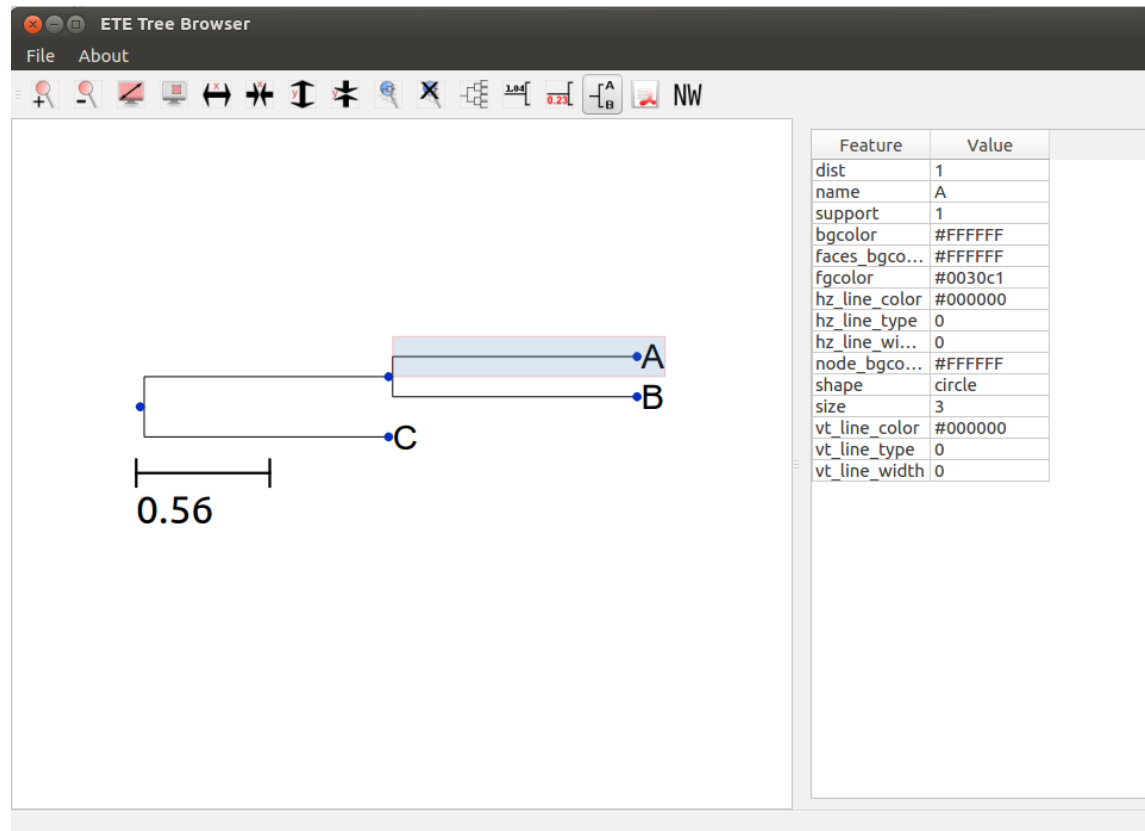 ETE Tree Browser
File About
1.04 0.23 A B NW
Feature Value
dist 1
name A
support 1
bgcolor #FFFFFF
faces_bgco... #FFFFFF
fgcolor #0030c1
hz_line_color #000000
hz_line_type 0
hz_line_wi... 0
node_bgco... #FFFFFF
shape circle
size 3
vt_line_color #000000
vt_line_type 0
vt_line_width 0
A
B
C
0.56